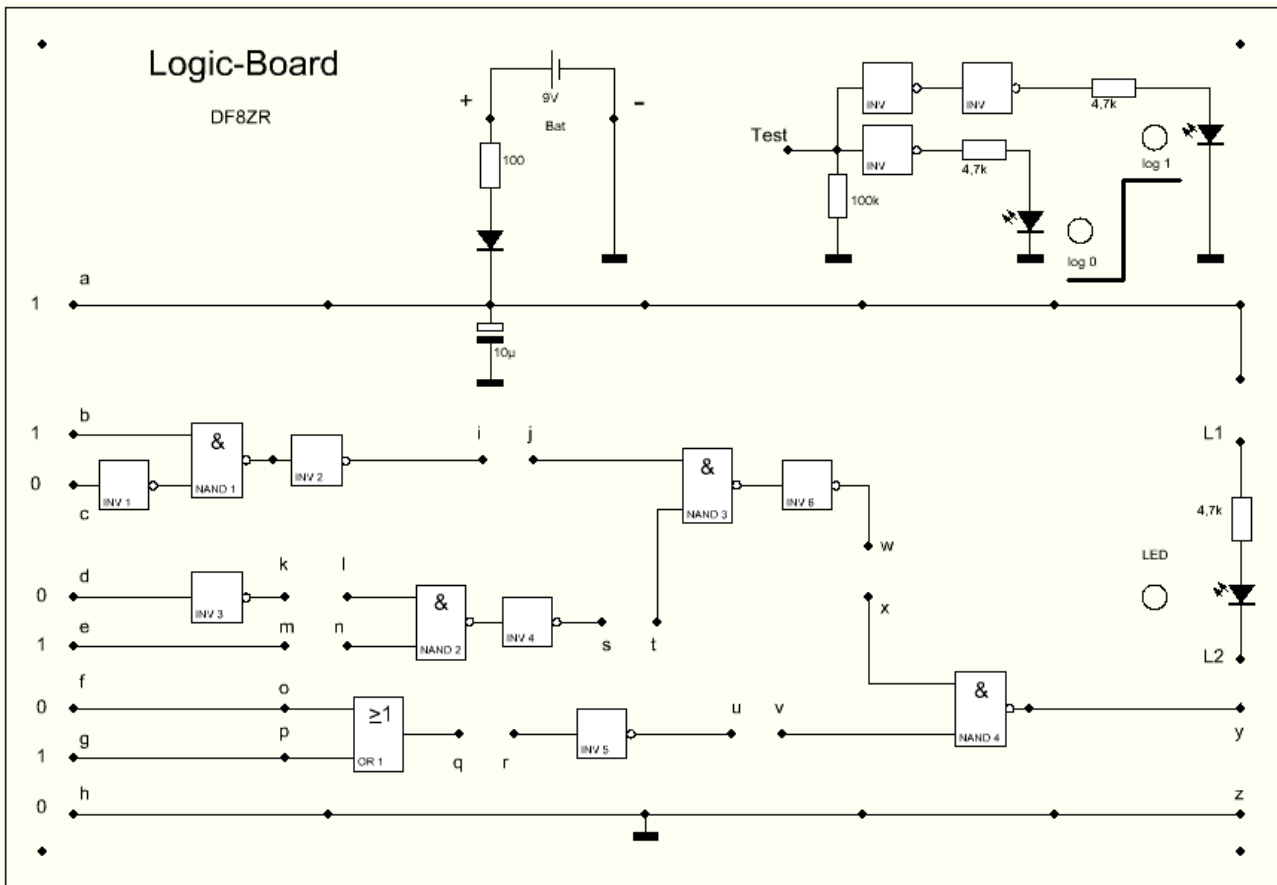 Logic-Board
DF8ZR
+
9V
Bat
-
100
Test
INV
INV
4,7k
INV
4,7k
100k
log 1
log 0
a
1
10µ
b
1
&
NAND 1
INV 2
i
j
0
c
INV 1
&
NAND 3
INV 6
w
x
L1
4,7k
LED
L2
d
0
INV 3
k
l
&
NAND 2
INV 4
s
t
e
1
m
n
f
0
o
≥1
OR 1
g
1
p
q
r
INV 5
u
v
&
NAND 4
y
h
0
z